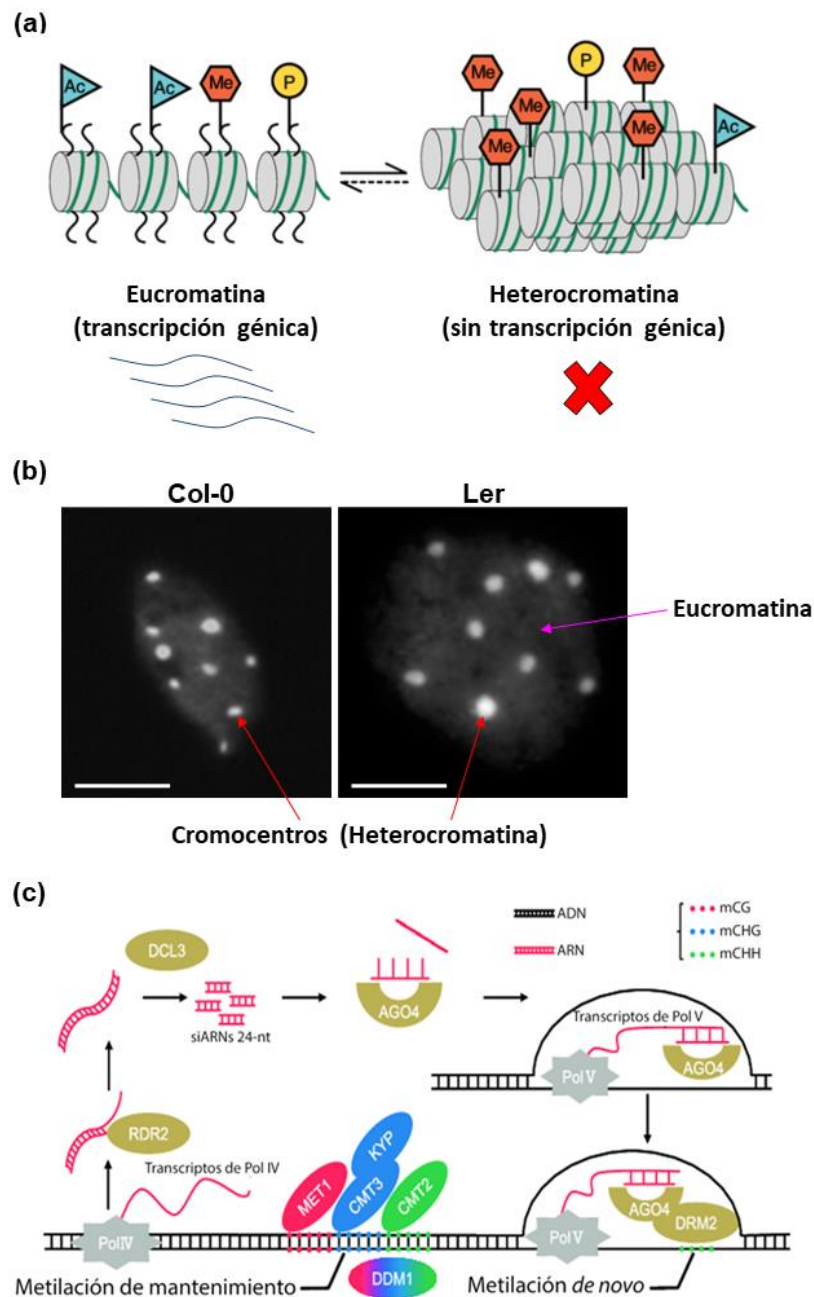 (a)
Ac Ac Me P
Me P Me
Me Me Me Ac
Eucromatina
(transcripción génica)
Heterocromatina
(sin transcripción génica)
(b)
Col-0 Ler
Eucromatina
Cromocentros (Heterocromatina)
(c)
DCL3
siARNs 24-nt
AGO4
ADN
ARN
mCG
mCHG
mCHH
Transcriptos de Pol V
Pol V
AGO4
RDR2
Transcriptos de Pol IV
Pol IV
MET1
KYP
CMT3
CMT2
DDM1
Pol V
AGO4
DRM2
Metilación de mantenimiento
Metilación de novo